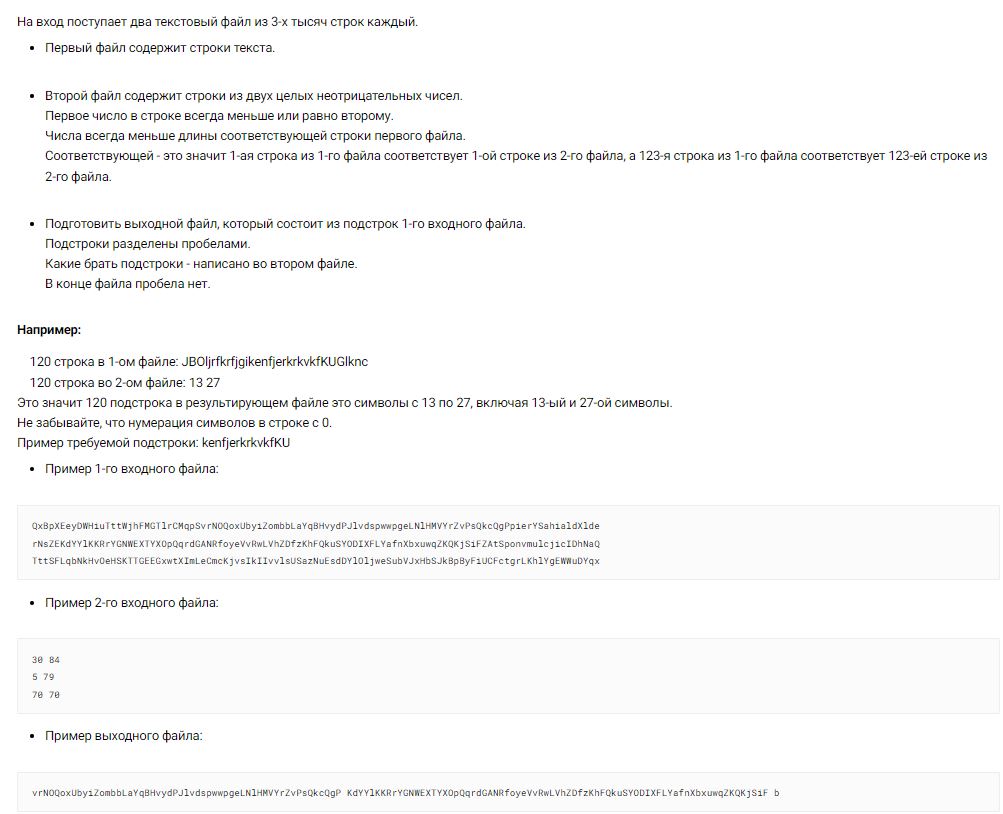 На вход поступает два текстовый файл из 3-х тысяч строк каждый.
• Первый файл содержит строки текста.
• Второй файл содержит строки из двух целых неотрицательных чисел.
Первое число в строке всегда меньше или равно второму.
Числа всегда меньше длины соответствующей строки первого файла.
Соответствующей - это значит 1-ая строка из 1-го файла соответствует 1-ой строке из 2-го файла, а 123-я строка из 1-го файла соответствует 123-ей строке из
2-го файла.
• Подготовить выходной файл, который состоит из подстрок 1-го входного файла.
Подстроки разделены пробелами.
Какие брать подстроки - написано во втором файле.
В конце файла пробела нет.
Например:
120 строка в 1-ом файле: JBOljrfkrfjgikenfjerkrkvkfKUGlknc
120 строка во 2-ом файле: 13 27
Это значит 120 подстрока в результирующем файле это символы с 13 по 27, включая 13-ый и 27-ой символы.
Не забывайте, что нумерация символов в строке с 0.
Пример требуемой подстроки: kenfjerkrkvkfKU
• Пример 1-го входного файла:
QxBpXEeyDWHiuTttWjhFMGTlrCMqpSvrNOQoxUbyiZombbLaYqBHvydPJlvdspwwpgeLNlHMVYrZvPsQkcQgPpierYSahialdXlde
rNsZEKdYYlKKRrYGNWEXTYXOpQqrdGANRfoyeVvRwLVhZDfzKhFQkuSYODIXFLYafnXbxuwqZKQKjSiFZAtSponvmulcjicIDhNaQ
TttSFLqbNkHvOeHSKTTGEEGxwtXImLeCmcKjvsIkIIvvlsUSazNuEsdDYlOljweSubVJxHbSJkBpByFiUCFctgrLKhlYgEWWuDYqx
• Пример 2-го входного файла:
30 84
5 79
70 70
• Пример выходного файла:
vrNOQoxUbyiZombbLaYqBHvydPJlvdspwwpgeLNlHMVYrZvPsQkcQgP KdYYlKKRrYGNWEXTYXOpQqrdGANRfoyeVvRwLVhZDfzKhFQkuSYODIXFLYafnXbxuwqZKQKjSiF b